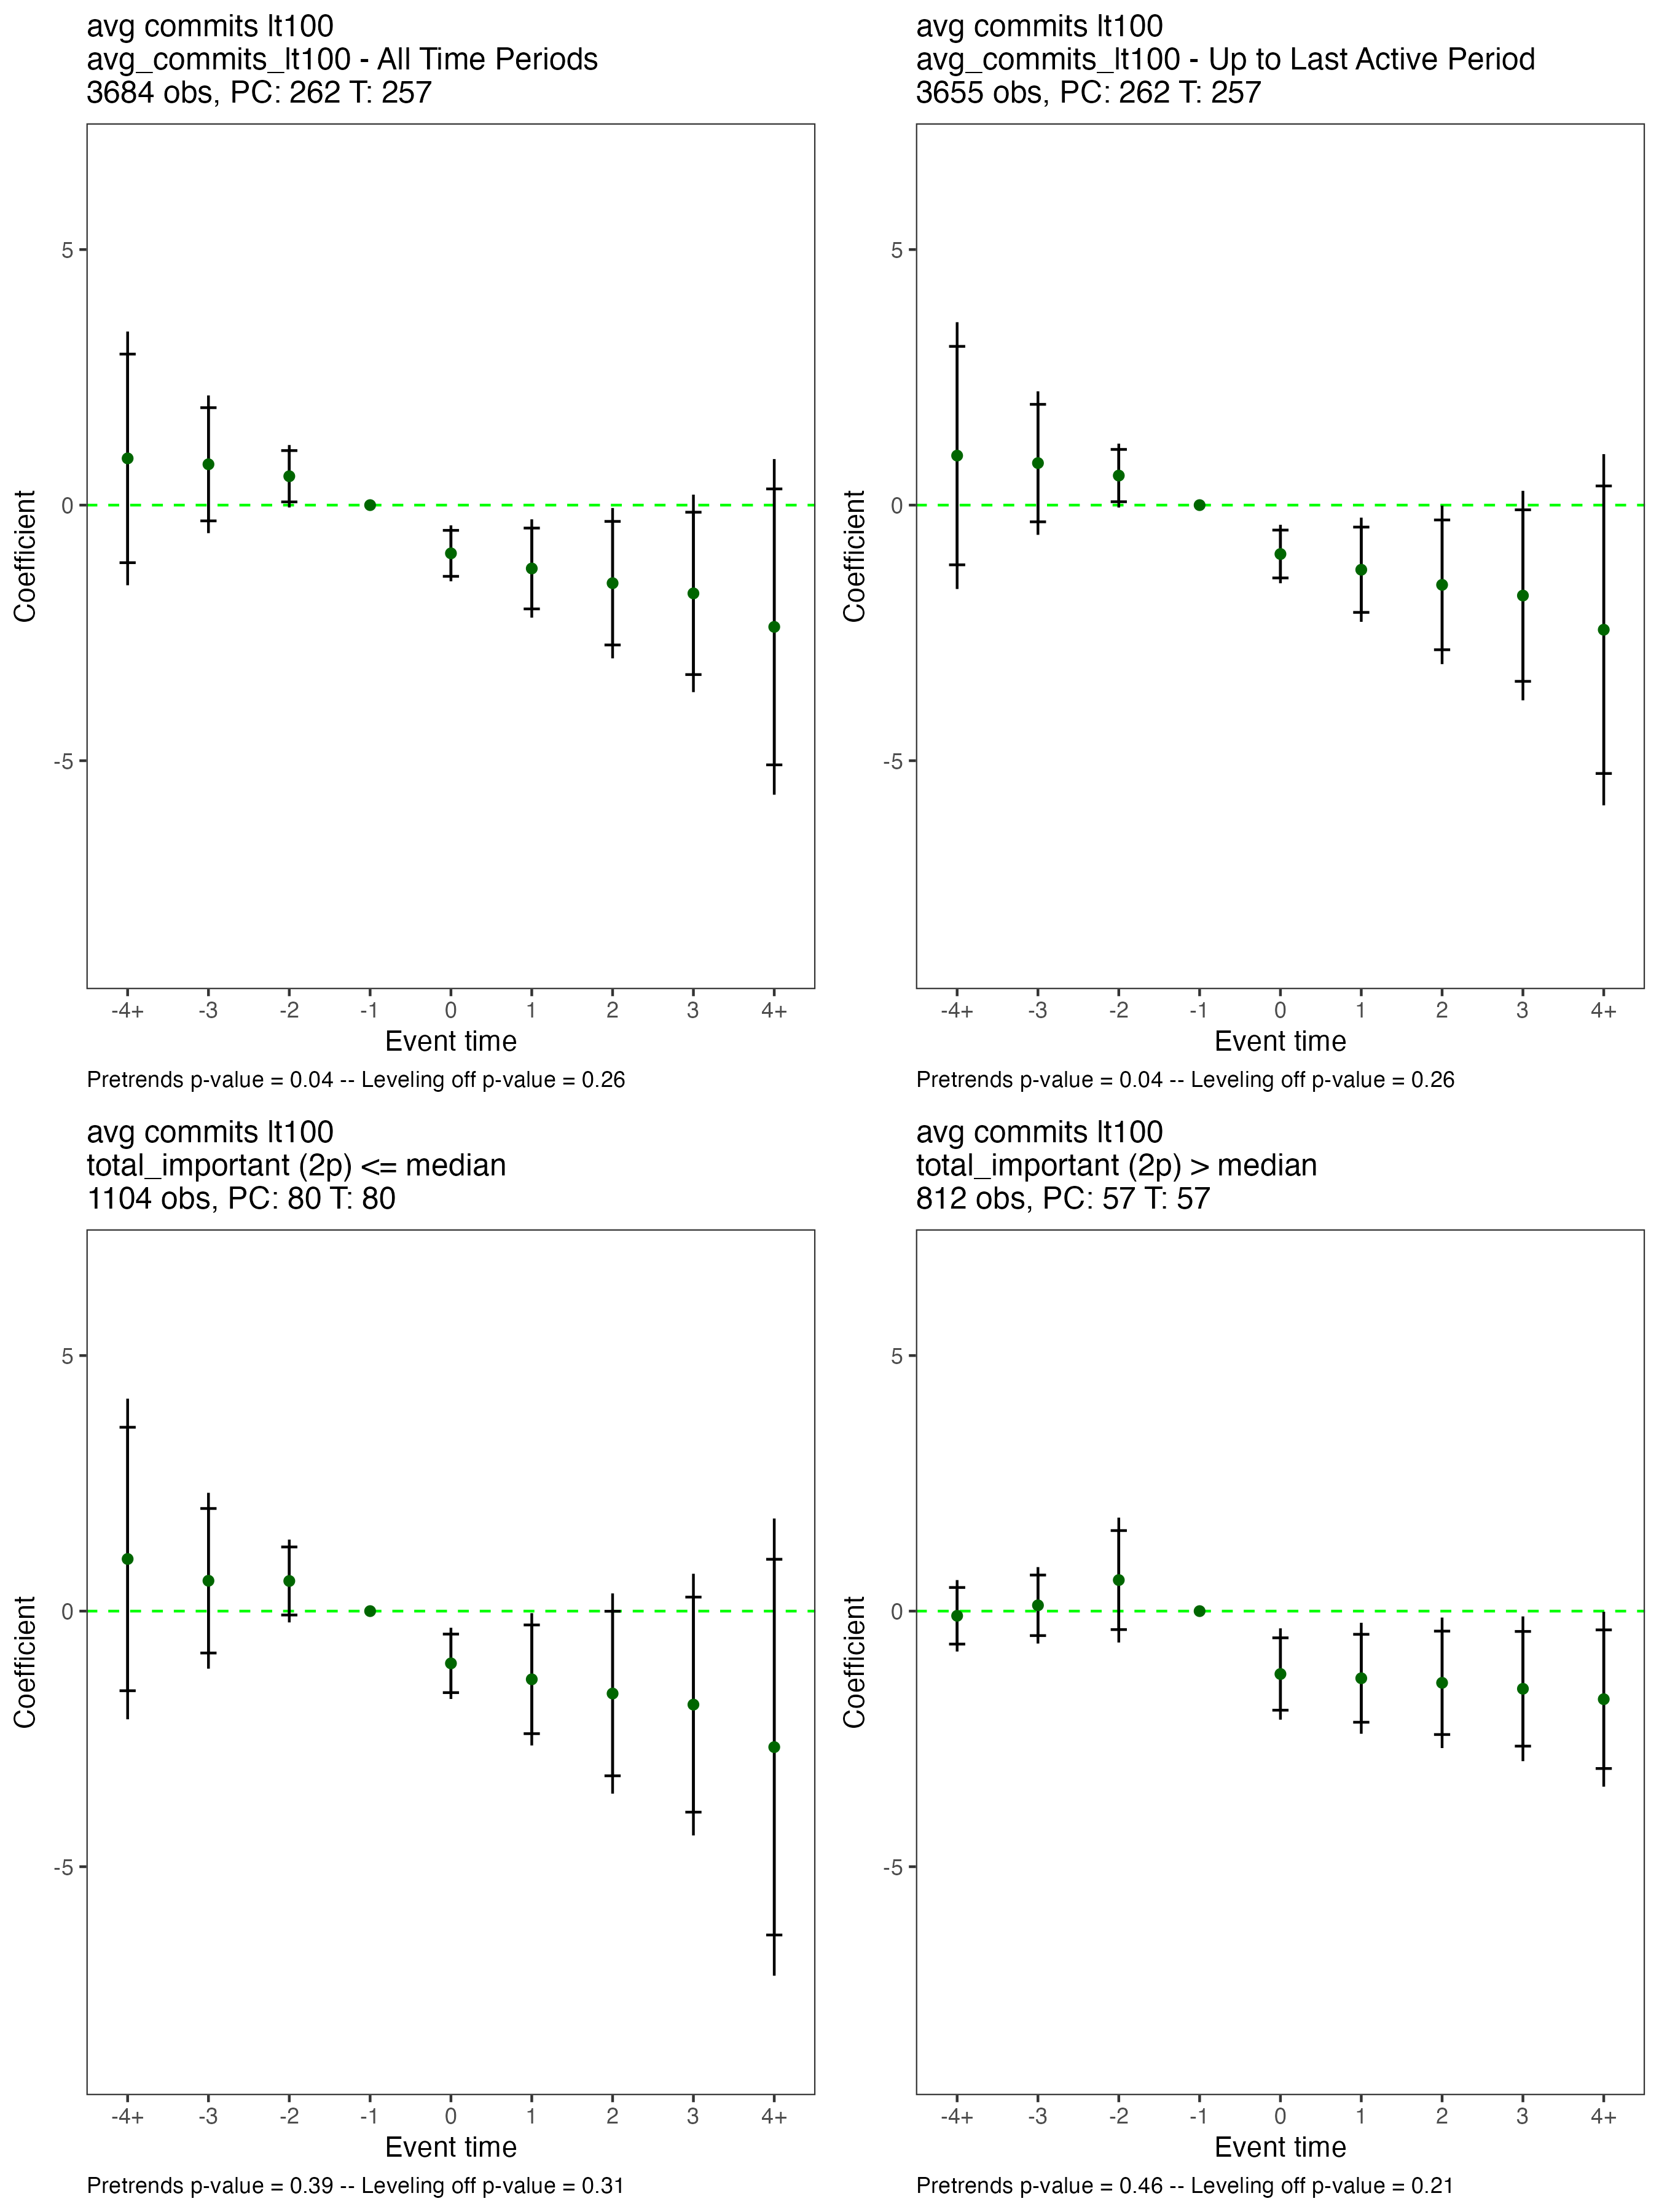 avg commits lt100
avg_commits_lt100 - All Time Periods
3684 obs, PC: 262 T: 257
5
0
-5
Coefficient
-4+ -3 -2 -1 0 1 2 3 4+
Event time
Pretrends p-value = 0.04 -- Leveling off p-value = 0.26
avg commits lt100
avg_commits_lt100 - Up to Last Active Period
3655 obs, PC: 262 T: 257
5
0
-5
Coefficient
-4+ -3 -2 -1 0 1 2 3 4+
Event time
Pretrends p-value = 0.04 -- Leveling off p-value = 0.26
avg commits lt100
total_important (2p) <= median
1104 obs, PC: 80 T: 80
5
0
-5
Coefficient
-4+ -3 -2 -1 0 1 2 3 4+
Event time
Pretrends p-value = 0.39 -- Leveling off p-value = 0.31
avg commits lt100
total_important (2p) > median
812 obs, PC: 57 T: 57
5
0
-5
Coefficient
-4+ -3 -2 -1 0 1 2 3 4+
Event time
Pretrends p-value = 0.46 -- Leveling off p-value = 0.21